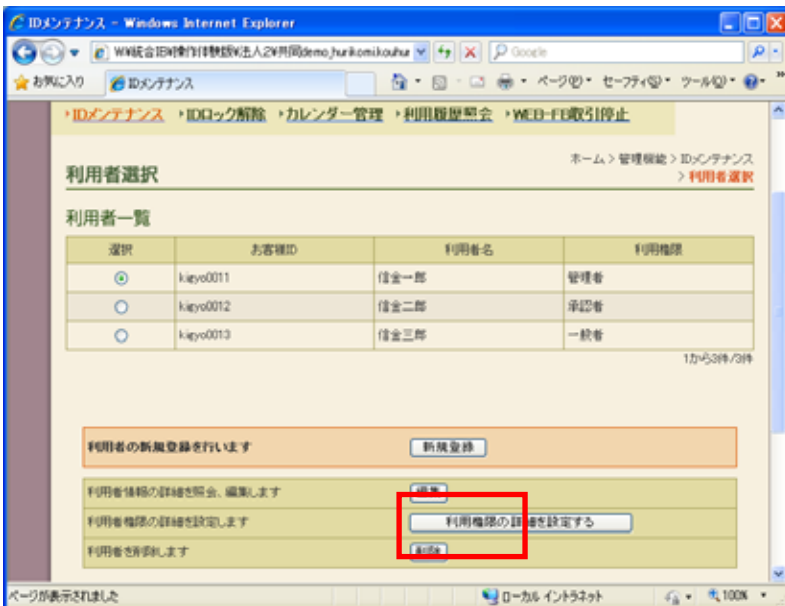 IDメンテナンス - Windows Internet Explorer
Google
お気に入り IDメンテナンス ページ(P) セーフティ(S) ツール(O)
IDメンテナンス IDロック解除 カレンダー管理 利用履歴照会 WEB-FB取引停止
ホーム > 管理機能 > IDメンテナンス
> 利用者選択
利用者選択
利用者一覧
選択 お客様ID 利用者名 利用権限
kigyo0011 信金一郎 管理者
kigyo0012 信金二郎 承認者
kigyo0013 信金三郎 一般者
1から3件/3件
利用者の新規登録を行います 新規登録
利用者情報の詳細を照会、編集します 編集
利用者権限の詳細を設定します 利用権限の詳細を設定する
利用者を削除します 削除
ページが表示されました ローカル イントラネット 100%